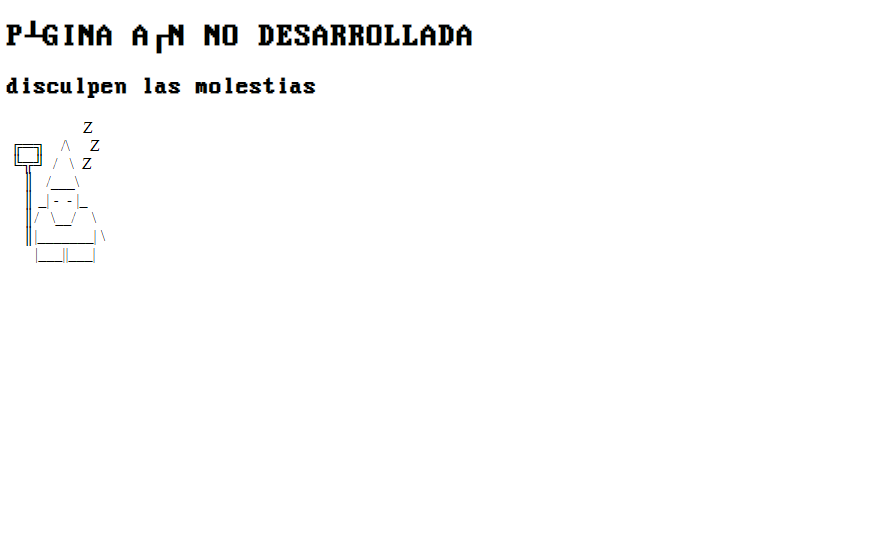 P┴GINA A┌N NO DESARROLLADA
disculpen las molestias
Z
Z
Z